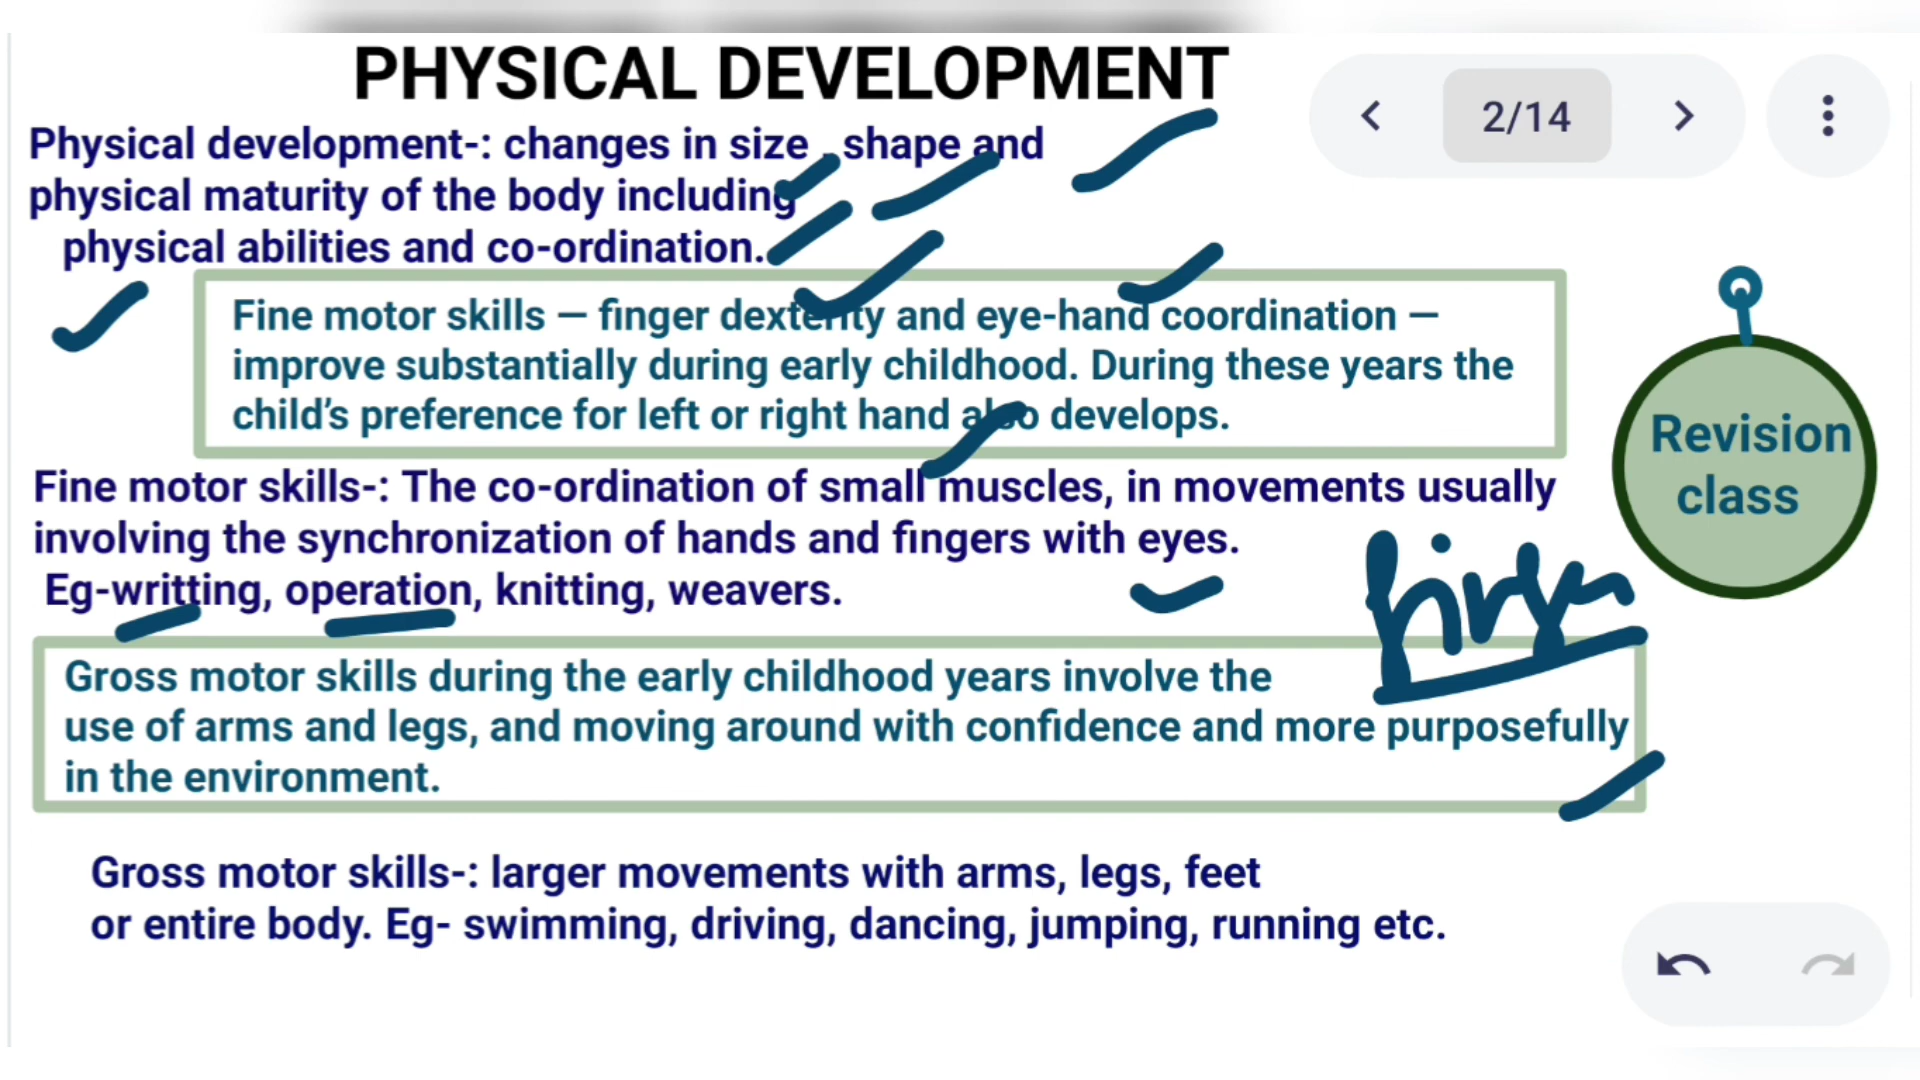 PHYSICAL DEVELOPMENT
2/14
Physical development-: changes in size , shape and
physical maturity of the body including
physical abilities and co-ordination.
Fine motor skills — finger dexterity and eye-hand coordination —
improve substantially during early childhood. During these years the
child’s preference for left or right hand also develops.
Revision
class
Fine motor skills-: The co-ordination of small muscles, in movements usually
involving the synchronization of hands and fingers with eyes.
Eg-writting, operation, knitting, weavers.
Gross motor skills during the early childhood years involve the
use of arms and legs, and moving around with confidence and more purposefully
in the environment.
Gross motor skills-: larger movements with arms, legs, feet
or entire body. Eg- swimming, driving, dancing, jumping, running etc.